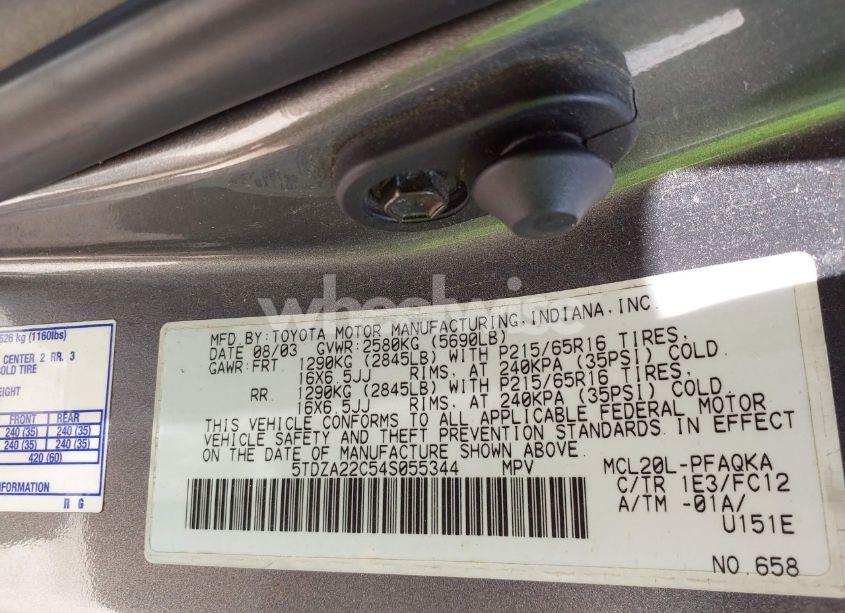 wheelwise
526 kg (1160lbs)
CENTER 2 RR. 3
COLD TIRE
FRONT REAR
240 (35) 240 (35)
240 (35) 240 (35)
420 (60)
INFORMATION
R G
MFD.BY:TOYOTA MOTOR MANUFACTURING,INDIANA,INC.
DATE 08/03 GVWR:2580KG (5690LB)
GAWR:FRT 1290KG (2845LB) WITH P215/65R16 TIRES,
16X6.5JJ RIMS, AT 240KPA (35PSI) COLD.
RR. 1290KG (2845LB) WITH P215/65R16 TIRES,
16X6.5JJ RIMS, AT 240KPA (35PSI) COLD.
THIS VEHICLE CONFORMS TO ALL APPLICABLE FEDERAL MOTOR
VEHICLE SAFETY AND THEFT PREVENTION STANDARDS IN EFFECT
ON THE DATE OF MANUFACTURE SHOWN ABOVE.
5TDZA22C54S055344 MPV MCL20L-PFAQKA
C/TR 1E3/FC12
A/TM -01A/
U151E
NO.658